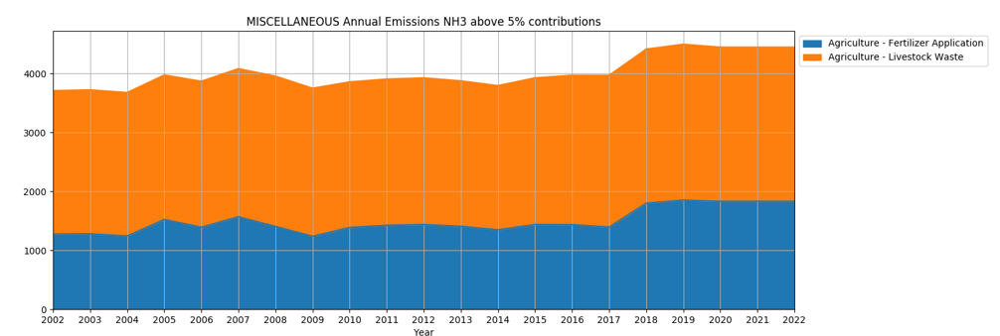 MISCELLANEOUS Annual Emissions NH3 above 5% contributions
Agriculture - Fertilizer Application
Agriculture - Livestock Waste
4000
3000
2000
1000
0
2002 2003 2004 2005 2006 2007 2008 2009 2010 2011 2012 2013 2014 2015 2016 2017 2018 2019 2020 2021 2022
Year